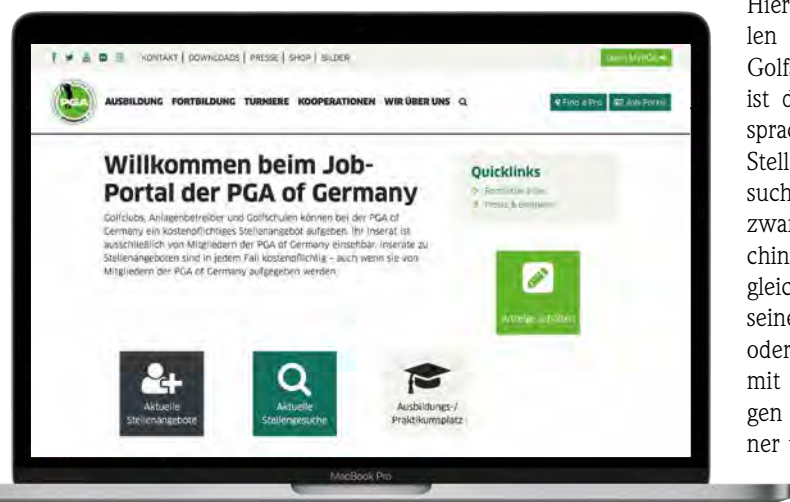 KONTAKT | DOWNLOADS | PRESSE | SHOP | BILDER
PGA
AUSBILDUNG FORTBILDUNG TURNIERE KOOPERATIONEN WIR ÜBER UNS
Find a Pro
Job-Portal
Willkommen beim Job-
Portal der PGA of Germany
Golfclubs, Anlagenbetreiber und Golfschulen können bei der PGA of
Germany ein kostenpflichtiges Stellenangebot aufgeben. Ihr Inserat ist
ausschließlich von Mitgliedern der PGA of Germany einsehbar. Inserate zu
Stellenangeboten sind in jedem Fall kostenpflichtig – auch wenn sie von
Mitgliedern der PGA of Germany aufgegeben werden.
Quicklinks
Anzeige schalten
Aktuelle
Stellenangebote
Aktuelle
Stellengesuche
Ausbildungs-/
Praktikumsplatz
MacBook Pro
Hier
len
Golfs
ist d
sprac
Stell
such
zwar
chin
gleic
seine
oder
mit
gen
ner